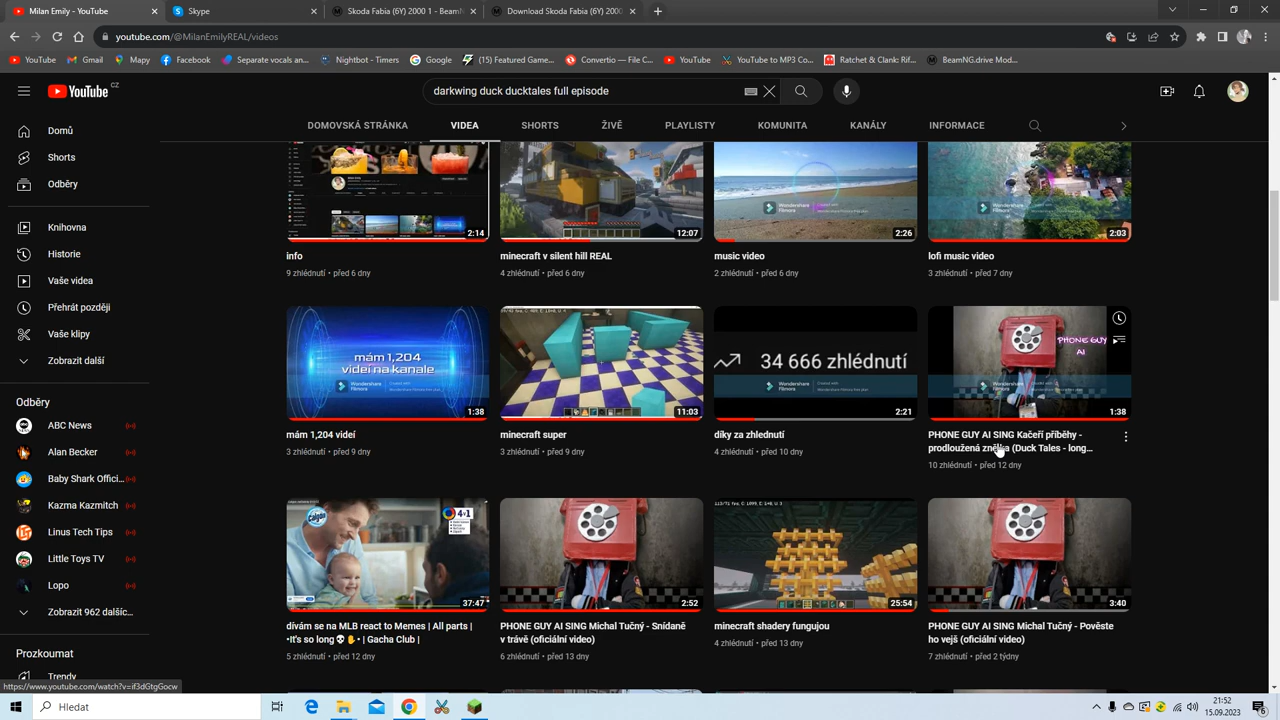 Milan Emily - YouTube
Skype
Skoda Fabia (6Y) 2000 1 - BeamN
Download Skoda Fabia (6Y) 2000
youtube.com/@MilanEmilyREAL/videos
YouTube Gmail Mapy Facebook Separate vocals an... Nightbot - Timers Google (15) Featured Game... Convertio — File C... YouTube YouTube to MP3 Co... Ratchet & Clank: Rif... BeamNG.drive Mod...
YouTube CZ
darkwing duck ducktales full episode
DOMOVSKÁ STRÁNKA VIDEA SHORTS ŽIVĚ PLAYLISTY KOMUNITA KANÁLY INFORMACE
Domů
Shorts
Odběry
Knihovna
Historie
Vaše videa
Přehrát později
Vaše klipy
Zobrazit další
Odběry
ABC News
Alan Becker
Baby Shark Offici...
Kazma Kazmitch
Linus Tech Tips
Little Toys TV
Lopo
Zobrazit 962 dalšíc...
Prozkoumat
Trendy
2:14
12:07
Wondershare Filmora
2:26
Wondershare Filmora
2:03
info
minecraft v silent hill REAL
music video
lofi music video
9 zhlédnutí • před 6 dny
4 zhlédnutí • před 6 dny
2 zhlédnutí • před 6 dny
3 zhlédnutí • před 7 dny
mám 1,204
videí na kanale
Wondershare Filmora
1:38
11:03
34 666 zhlédnutí
Wondershare Filmora
2:21
PHONE GUY
AI
Wondershare Filmora
1:38
mám 1,204 videí
minecraft super
díky za zhlednutí
PHONE GUY AI SING Kačeří příběhy -
prodloužená znělka (Duck Tales - long...
3 zhlédnutí • před 9 dny
3 zhlédnutí • před 9 dny
4 zhlédnutí • před 10 dny
10 zhlédnutí • před 12 dny
37:47
2:52
25:54
3:40
dívám se na MLB react to Memes | All parts |
•It's so long💀✋• | Gacha Club |
PHONE GUY AI SING Michal Tučný - Snídaně
v trávě (oficiální video)
minecraft shadery fungujou
PHONE GUY AI SING Michal Tučný - Pověste
ho vejš (oficiální video)
5 zhlédnutí • před 12 dny
6 zhlédnutí • před 13 dny
4 zhlédnutí • před 13 dny
7 zhlédnutí • před 2 týdny
https://www.youtube.com/watch?v=if3dGtgGocw
Hledat
21:52
15.09.2023
6